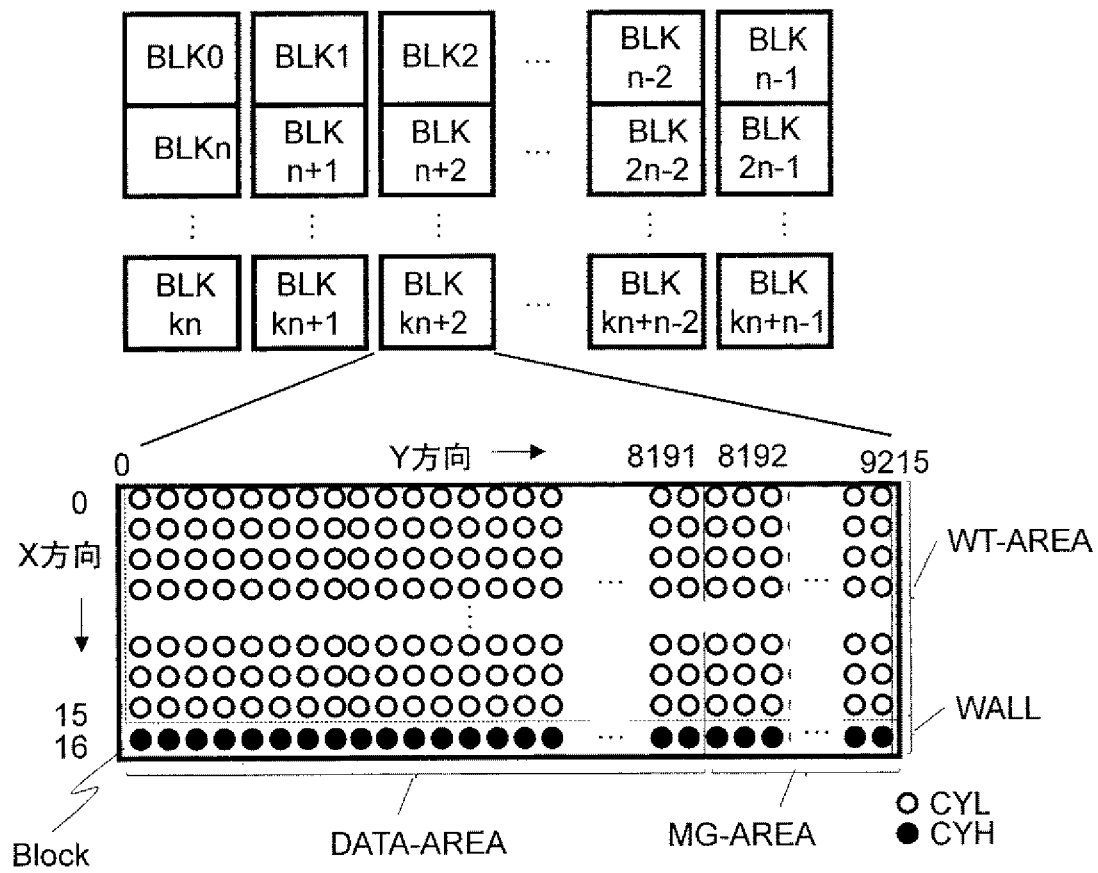 BLK0 BLK1 BLK2 ... BLK n-2 BLK n-1
BLKn BLK n+1 BLK n+2 ... BLK 2n-2 BLK 2n-1
BLK kn BLK kn+1 BLK kn+2 ... BLK kn+n-2 BLK kn+n-1
0 Y方向 → 8191 8192 9215
0
X方向
15
16
WT-AREA
WALL
Block
DATA-AREA
MG-AREA
○ CYL
● CYH